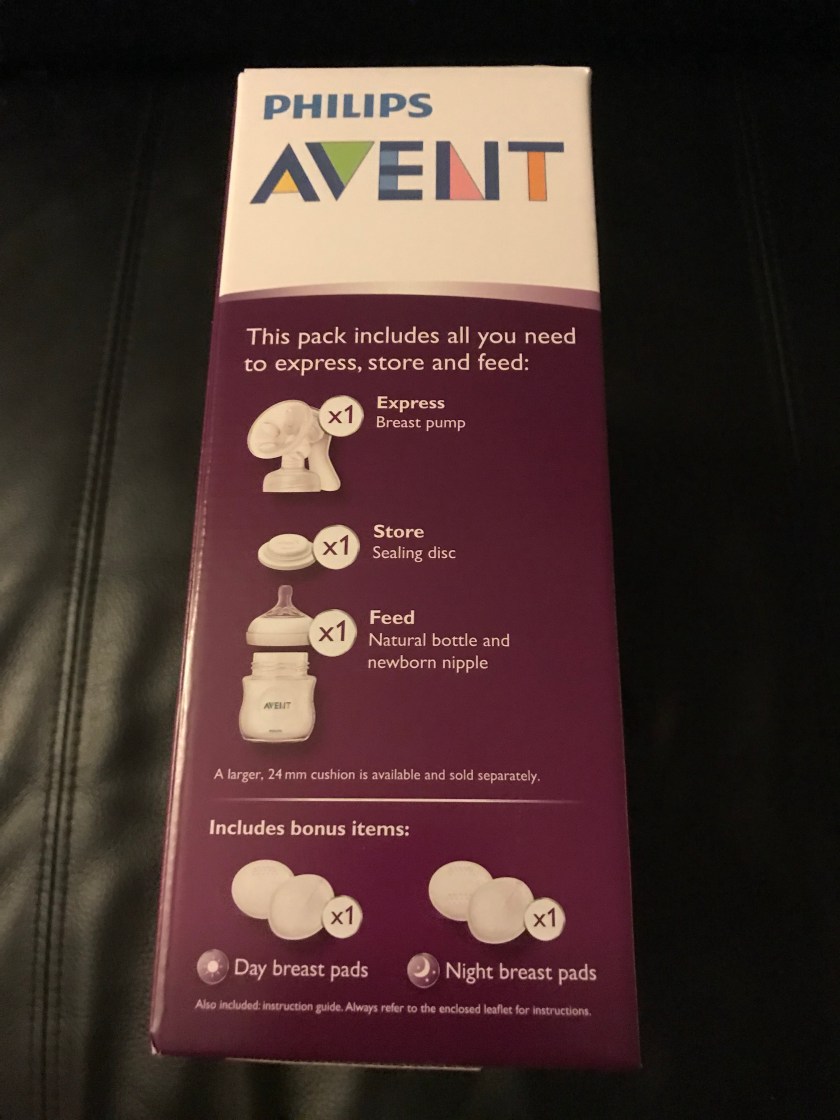 PHILIPS
AVENT
This pack includes all you need
to express, store and feed:
x1
Express
Breast pump
x1
Store
Sealing disc
x1
Feed
Natural bottle and
newborn nipple
AVENT
A larger, 24 mm cushion is available and sold separately.
Includes bonus items:
x1
x1
Day breast pads
Night breast pads
Also included: instruction guide. Always refer to the enclosed leaflet for instructions.